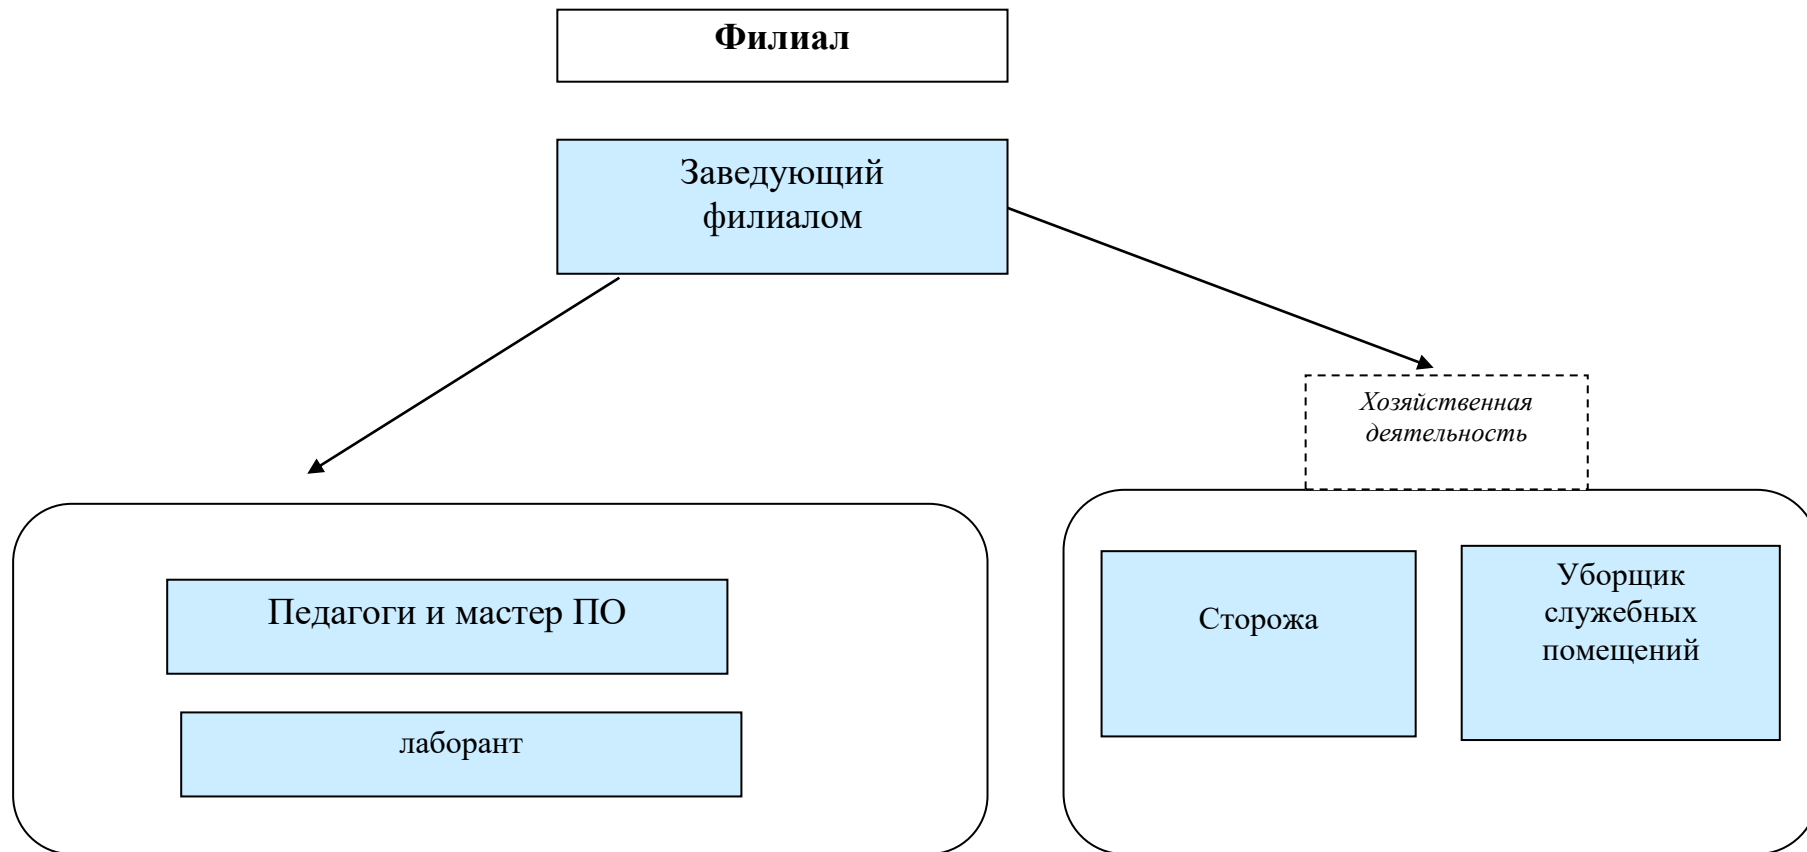 Филиал
Заведующий
филиалом
Хозяйственная
деятельность
Педагоги и мастер ПО
лаборант
Сторожа
Уборщик
служебных
помещений